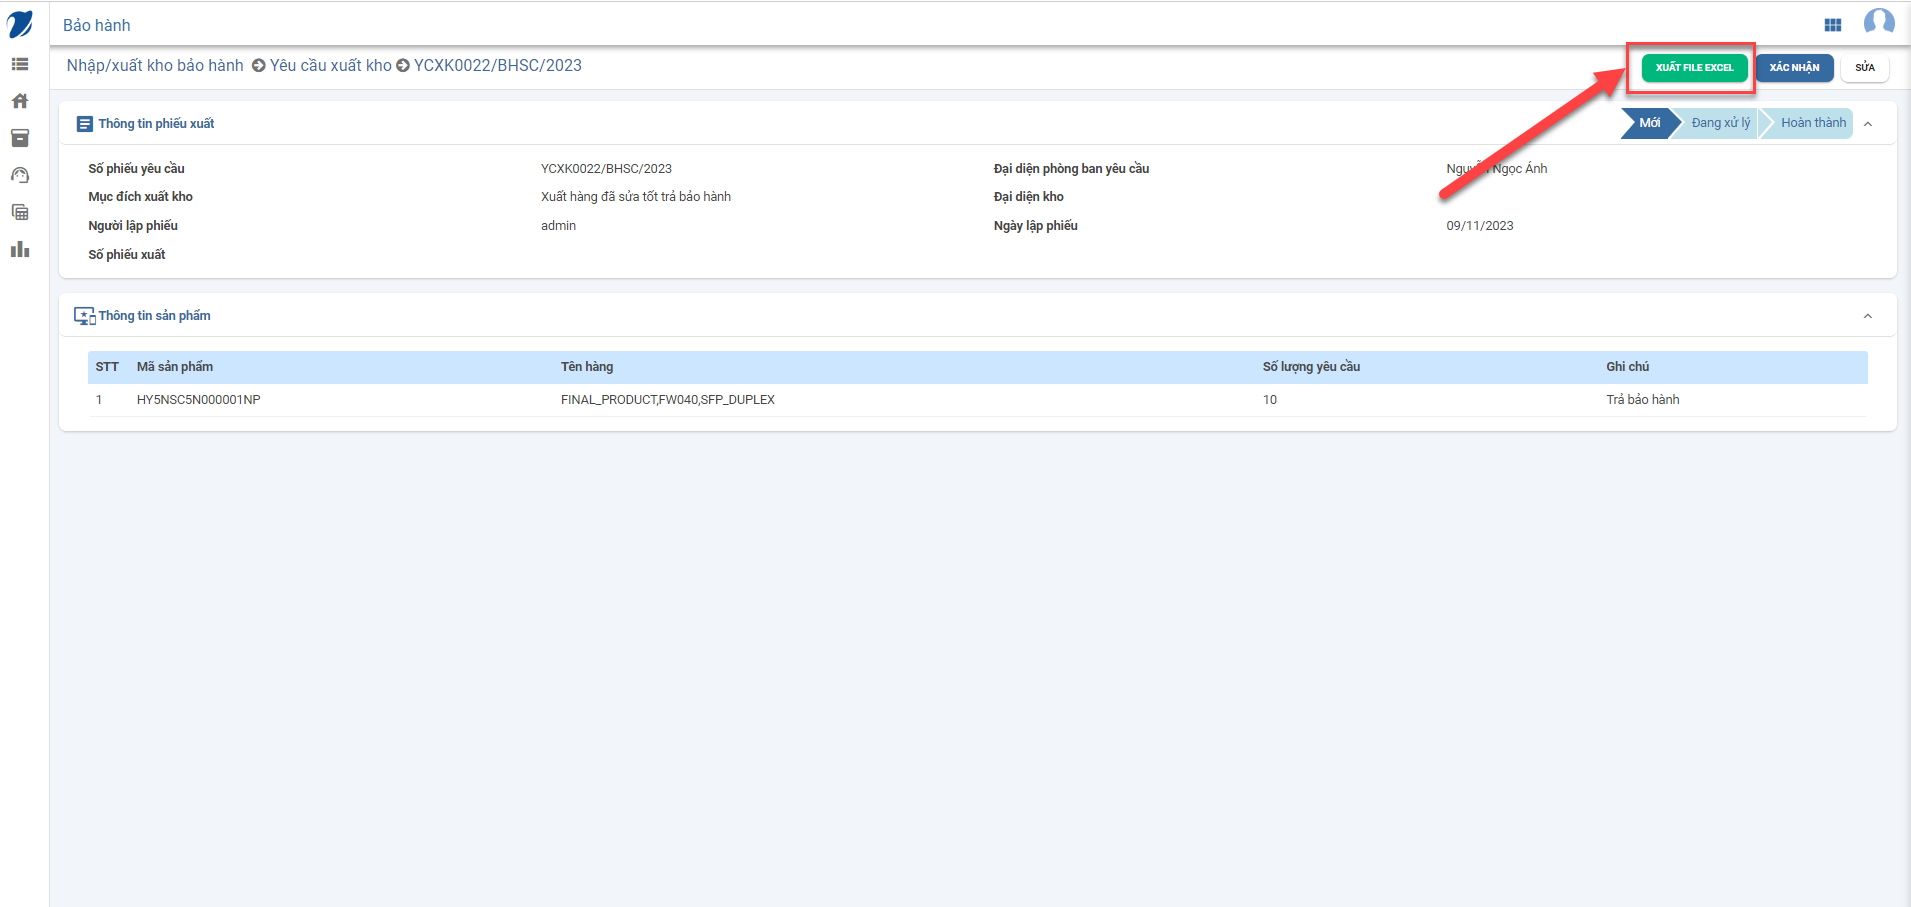 Bảo hành
Nhập/xuất kho bảo hành Yêu cầu xuất kho YCXK0022/BHSC/2023
XUẤT FILE EXCEL XÁC NHẬN SỬA
Thông tin phiếu xuất
Mới Đang xử lý Hoàn thành
Số phiếu yêu cầu YCXK0022/BHSC/2023 Đại diện phòng ban yêu cầu Nguyễn Ngọc Ánh
Mục đích xuất kho Xuất hàng đã sửa tốt trả bảo hành Đại diện kho
Người lập phiếu admin Ngày lập phiếu 09/11/2023
Số phiếu xuất
Thông tin sản phẩm
STT Mã sản phẩm Tên hàng Số lượng yêu cầu Ghi chú
1 HY5NSC5N000001NP FINAL_PRODUCT,FW040,SFP_DUPLEX 10 Trả bảo hành